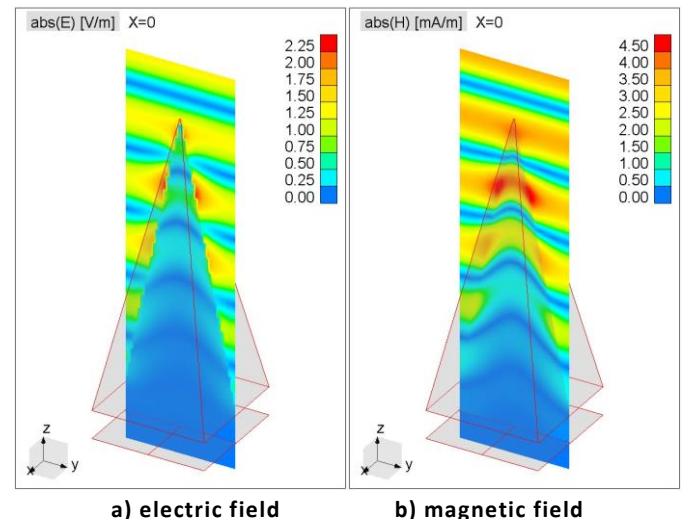 abs(E) [V/m] X=0
2.25
2.00
1.75
1.50
1.25
1.00
0.75
0.50
0.25
0.00
z
x
y
a) electric field
abs(H) [mA/m] X=0
4.50
4.00
3.50
3.00
2.50
2.00
1.50
1.00
0.50
0.00
z
x
y
b) magnetic field